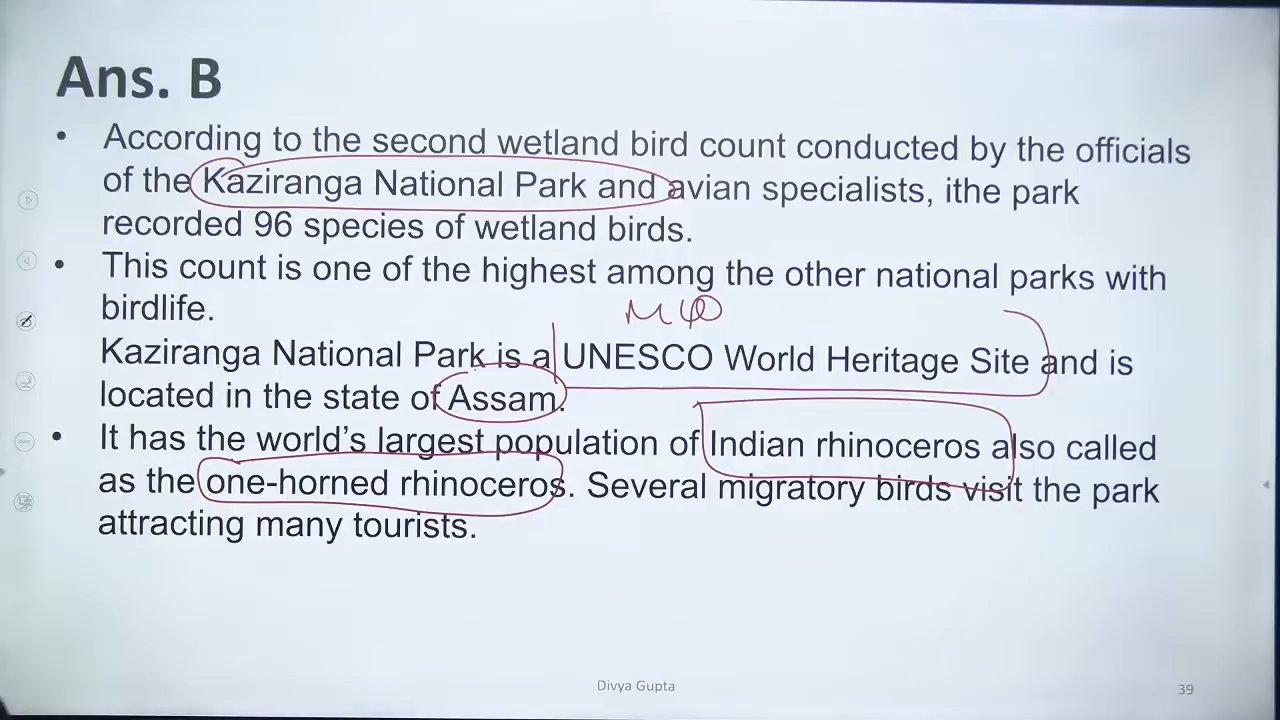 Ans. B
• According to the second wetland bird count conducted by the officials
of the Kaziranga National Park and avian specialists, ithe park
recorded 96 species of wetland birds.
• This count is one of the highest among the other national parks with
birdlife.
Kaziranga National Park is a UNESCO World Heritage Site and is
located in the state of Assam.
• It has the world’s largest population of Indian rhinoceros also called
as the one-horned rhinoceros. Several migratory birds visit the park
attracting many tourists.
Divya Gupta
39